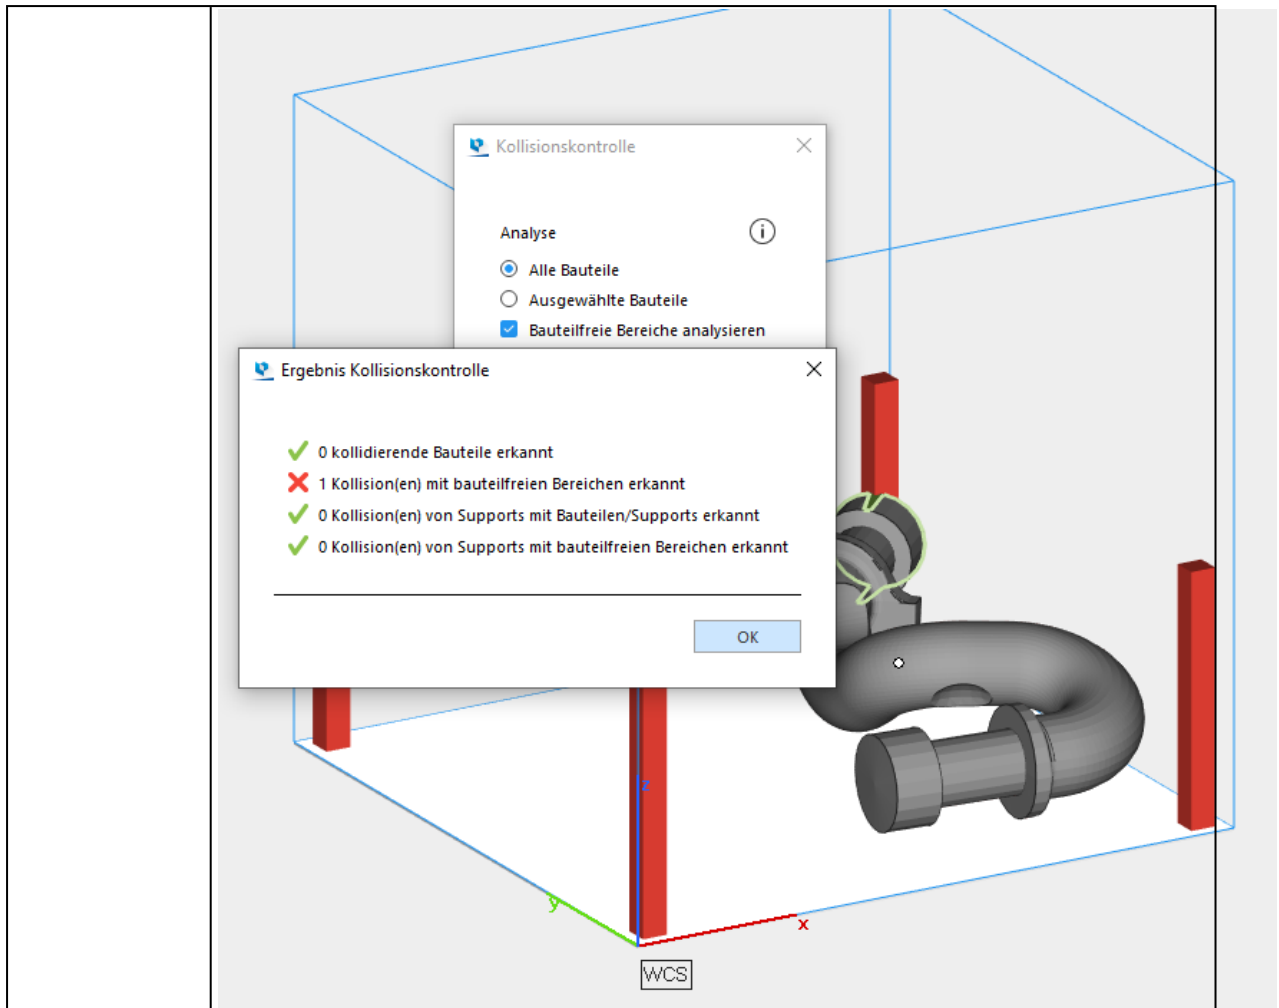 Kollisionskontrolle
Analyse
Alle Bauteile
Ausgewählte Bauteile
Bauteilfreie Bereiche analysieren
Ergebnis Kollisionskontrolle
0 kollidierende Bauteile erkannt
1 Kollision(en) mit bauteilfreien Bereichen erkannt
0 Kollision(en) von Supports mit Bauteilen/Supports erkannt
0 Kollision(en) von Supports mit bauteilfreien Bereichen erkannt
OK
z
y
x
WCS